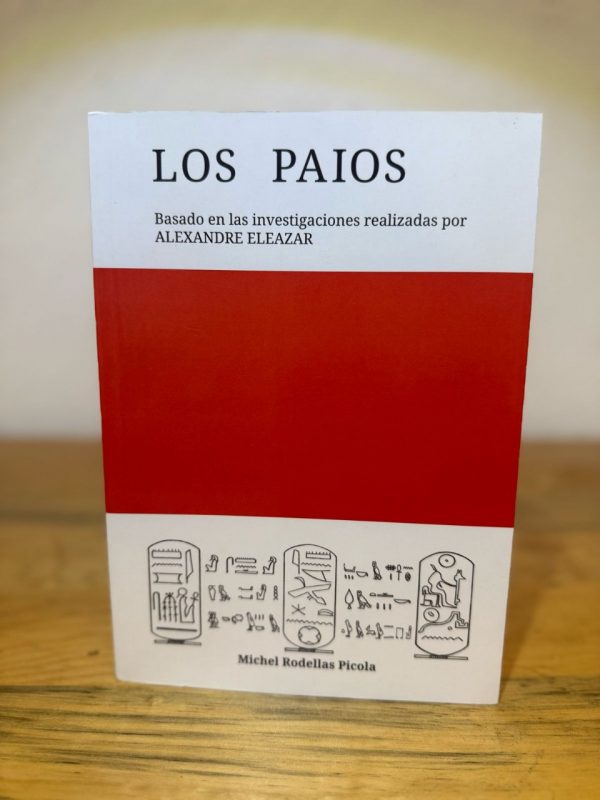 LOS PAIOS
Basado en las investigaciones realizadas por
ALEXANDRE ELEAZAR
Michel Rodellas Picola